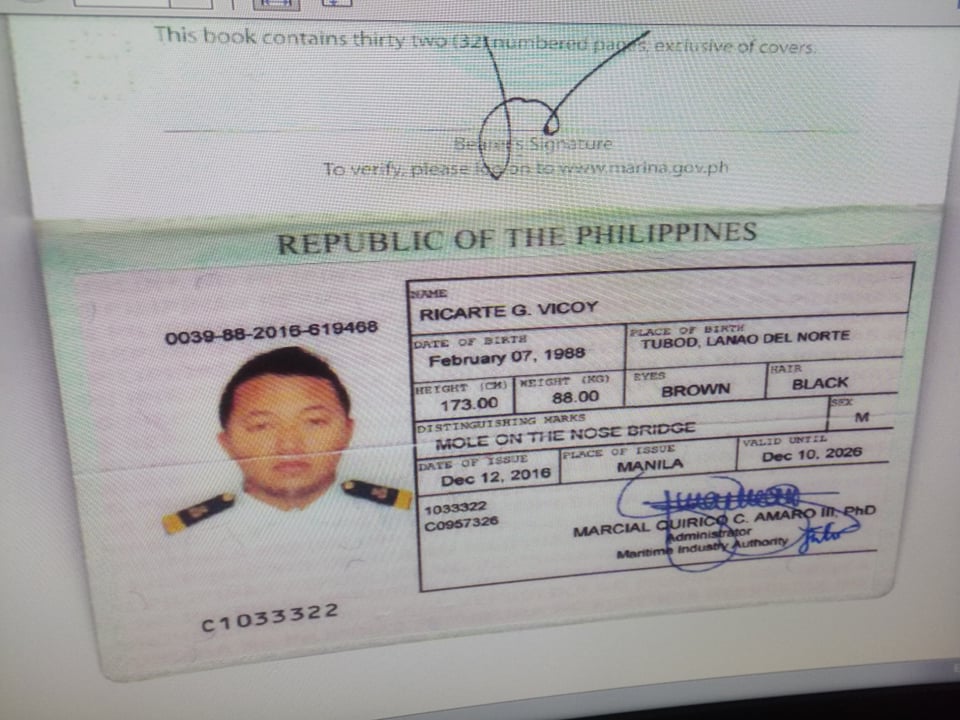 This book contains thirty two (32) numbered pages, exclusive of covers.
Bearer's Signature
To verify, please log on to www.marina.gov.ph
REPUBLIC OF THE PHILIPPINES
0039-88-2016-619468
NAME
RICARTE G. VICOY
DATE OF BIRTH
February 07, 1988
PLACE OF BIRTH
TUBOD, LANAO DEL NORTE
HEIGHT (CM)
173.00
WEIGHT (KG)
88.00
EYES
BROWN
HAIR
BLACK
DISTINGUISHING MARKS
MOLE ON THE NOSE BRIDGE
SEX
M
DATE OF ISSUE
Dec 12, 2016
PLACE OF ISSUE
MANILA
VALID UNTIL
Dec 10, 2026
1033322
C0957326
MARCIAL QUIRICO C. AMARO III, PhD
Administrator
Maritime Industry Authority
C1033322